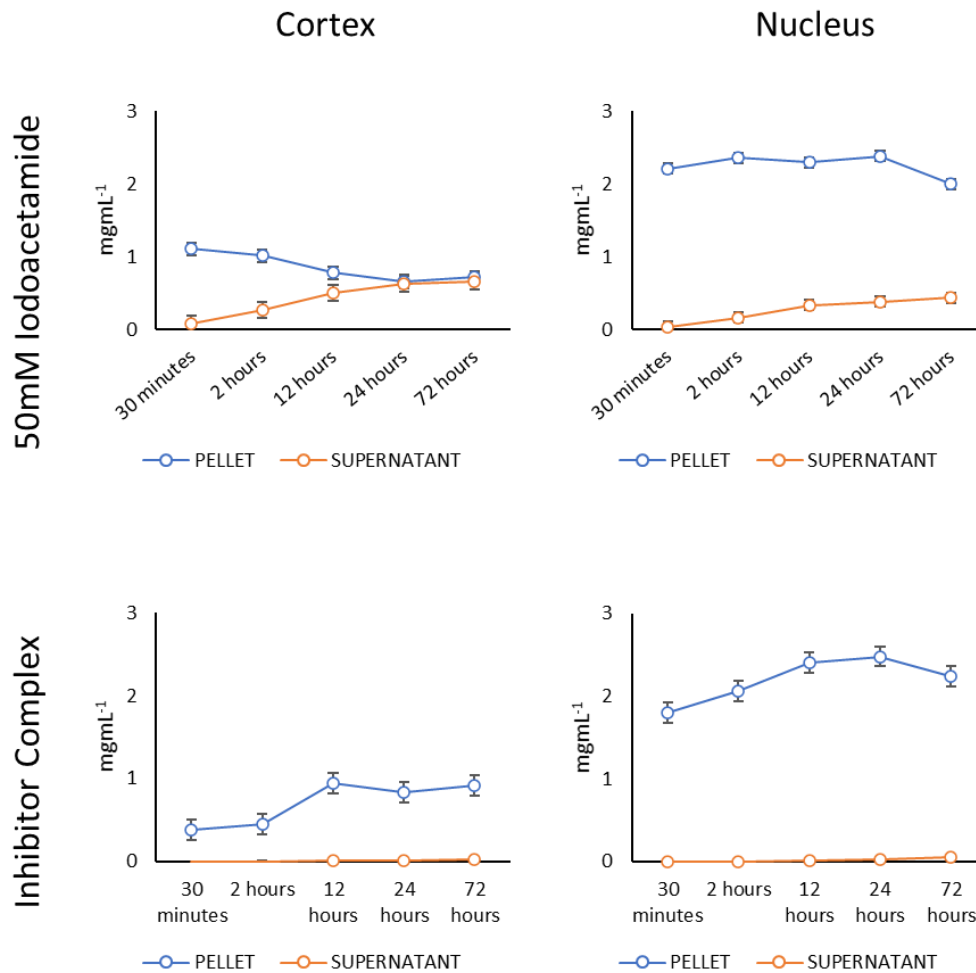 Cortex
Nucleus
50mM Iodoacetamide
3
2
1
0
mgmL-1
30 minutes
2 hours
12 hours
24 hours
72 hours
PELLET
SUPERNATANT
3
2
1
0
mgmL-1
30 minutes
2 hours
12 hours
24 hours
72 hours
PELLET
SUPERNATANT
Inhibitor Complex
3
2
1
0
mgmL-1
30
minutes
2 hours
12
hours
24
hours
72
hours
PELLET
SUPERNATANT
3
2
1
0
mgmL-1
30
minutes
2 hours
12
hours
24
hours
72
hours
PELLET
SUPERNATANT